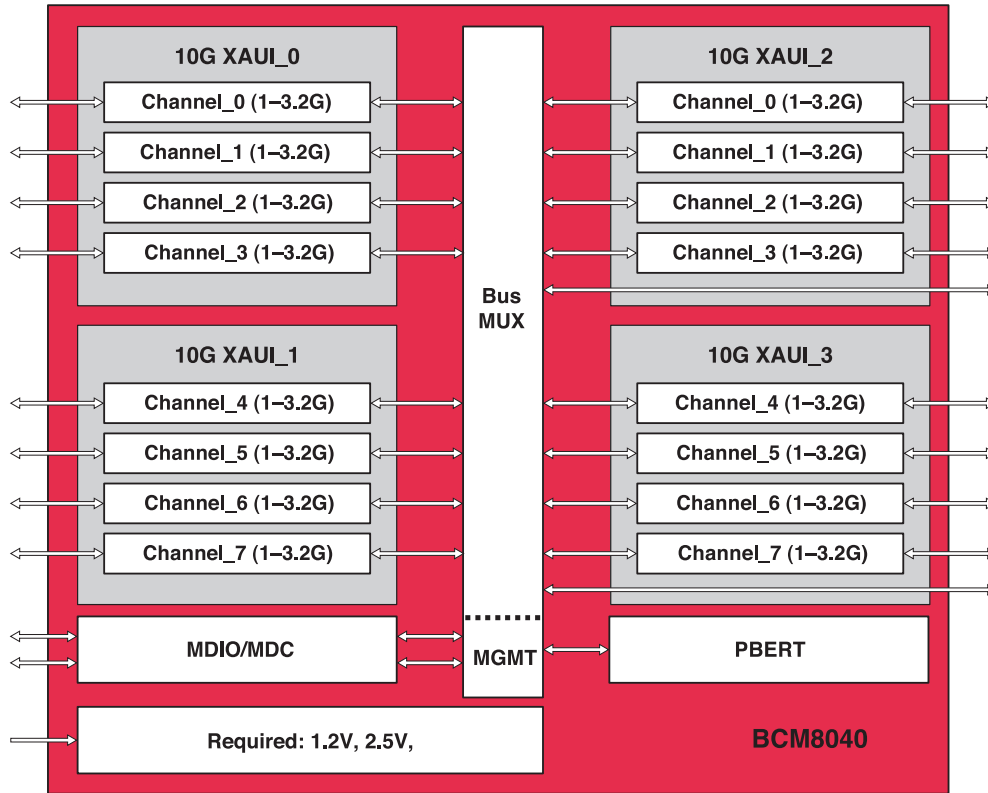 10G XAUI_0
Channel_0 (1–3.2G)
Channel_1 (1–3.2G)
Channel_2 (1–3.2G)
Channel_3 (1–3.2G)
10G XAUI_1
Channel_4 (1–3.2G)
Channel_5 (1–3.2G)
Channel_6 (1–3.2G)
Channel_7 (1–3.2G)
MDIO/MDC
Required: 1.2V, 2.5V,
Bus
MUX
MGMT
10G XAUI_2
Channel_0 (1–3.2G)
Channel_1 (1–3.2G)
Channel_2 (1–3.2G)
Channel_3 (1–3.2G)
10G XAUI_3
Channel_4 (1–3.2G)
Channel_5 (1–3.2G)
Channel_6 (1–3.2G)
Channel_7 (1–3.2G)
PBERT
BCM8040